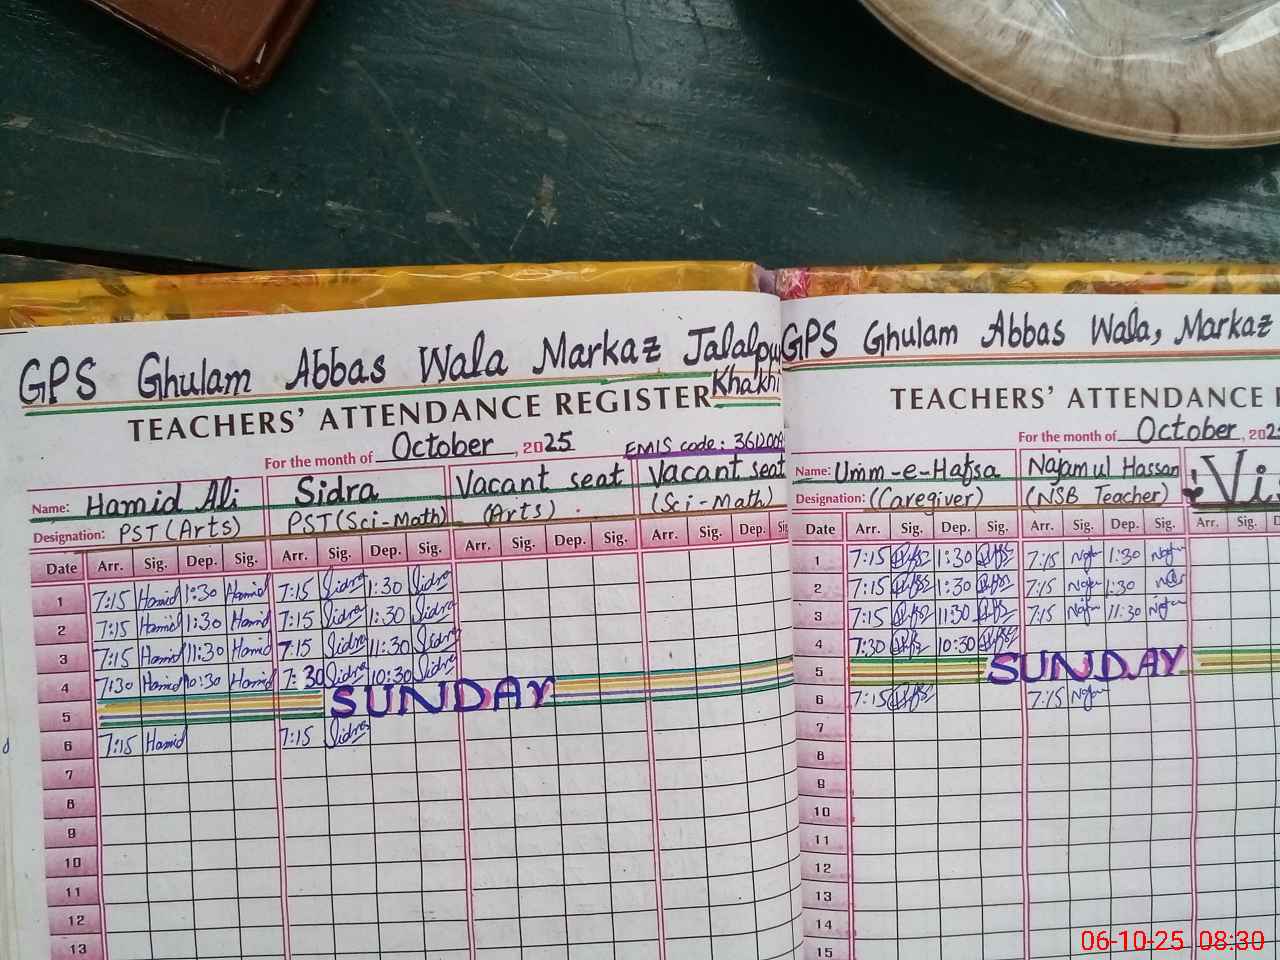 GPS Ghulam Abbas Wala Markaz Jalalpur
Khakhi
TEACHERS' ATTENDANCE REGISTER
For the month of October, 2025 EMIS code:
Name: Hamid Ali Sidra Vacant seat Vacant seat
Designation: PST (Arts) PST (Sci-Math) (Arts) (Sci-Math)
Date Arr. Sig. Dep. Sig. Arr. Sig. Dep. Sig. Arr. Sig. Dep. Sig. Arr. Sig. Dep.
1 7:15 Hamid 1:30 Hamid 7:15 Sidra 1:30 Sidra
2 7:15 Hamid 1:30 Hamid 7:15 Sidra 1:30 Sidra
3 7:15 Hamid 11:30 Hamid 7:15 Sidra 11:30 Sidra
4 7:30 Hamid 10:30 Hamid 7:30 Sidra 10:30 Sidra
5 SUNDAY
6 7:15 Hamid 7:15 Sidra
7
8
9
10
11
12
13
GPS Ghulam Abbas Wala, Markaz
TEACHERS' ATTENDANCE
For the month of October, 202
Name: Umm-e-Hafsa Najam ul Hassan
Designation: (Caregiver) (NSB Teacher)
Date Arr. Sig. Dep. Sig. Arr. Sig. Dep. Sig. Arr. Sig.
1 7:15 1:30 7:15 1:30
2 7:15 1:30 7:15 1:30
3 7:15 11:30 7:15 11:30
4 7:30 10:30
5 SUNDAY
6 7:15 7:15
7
8
9
10
11
12
13
14
15
06-10-25 08:30